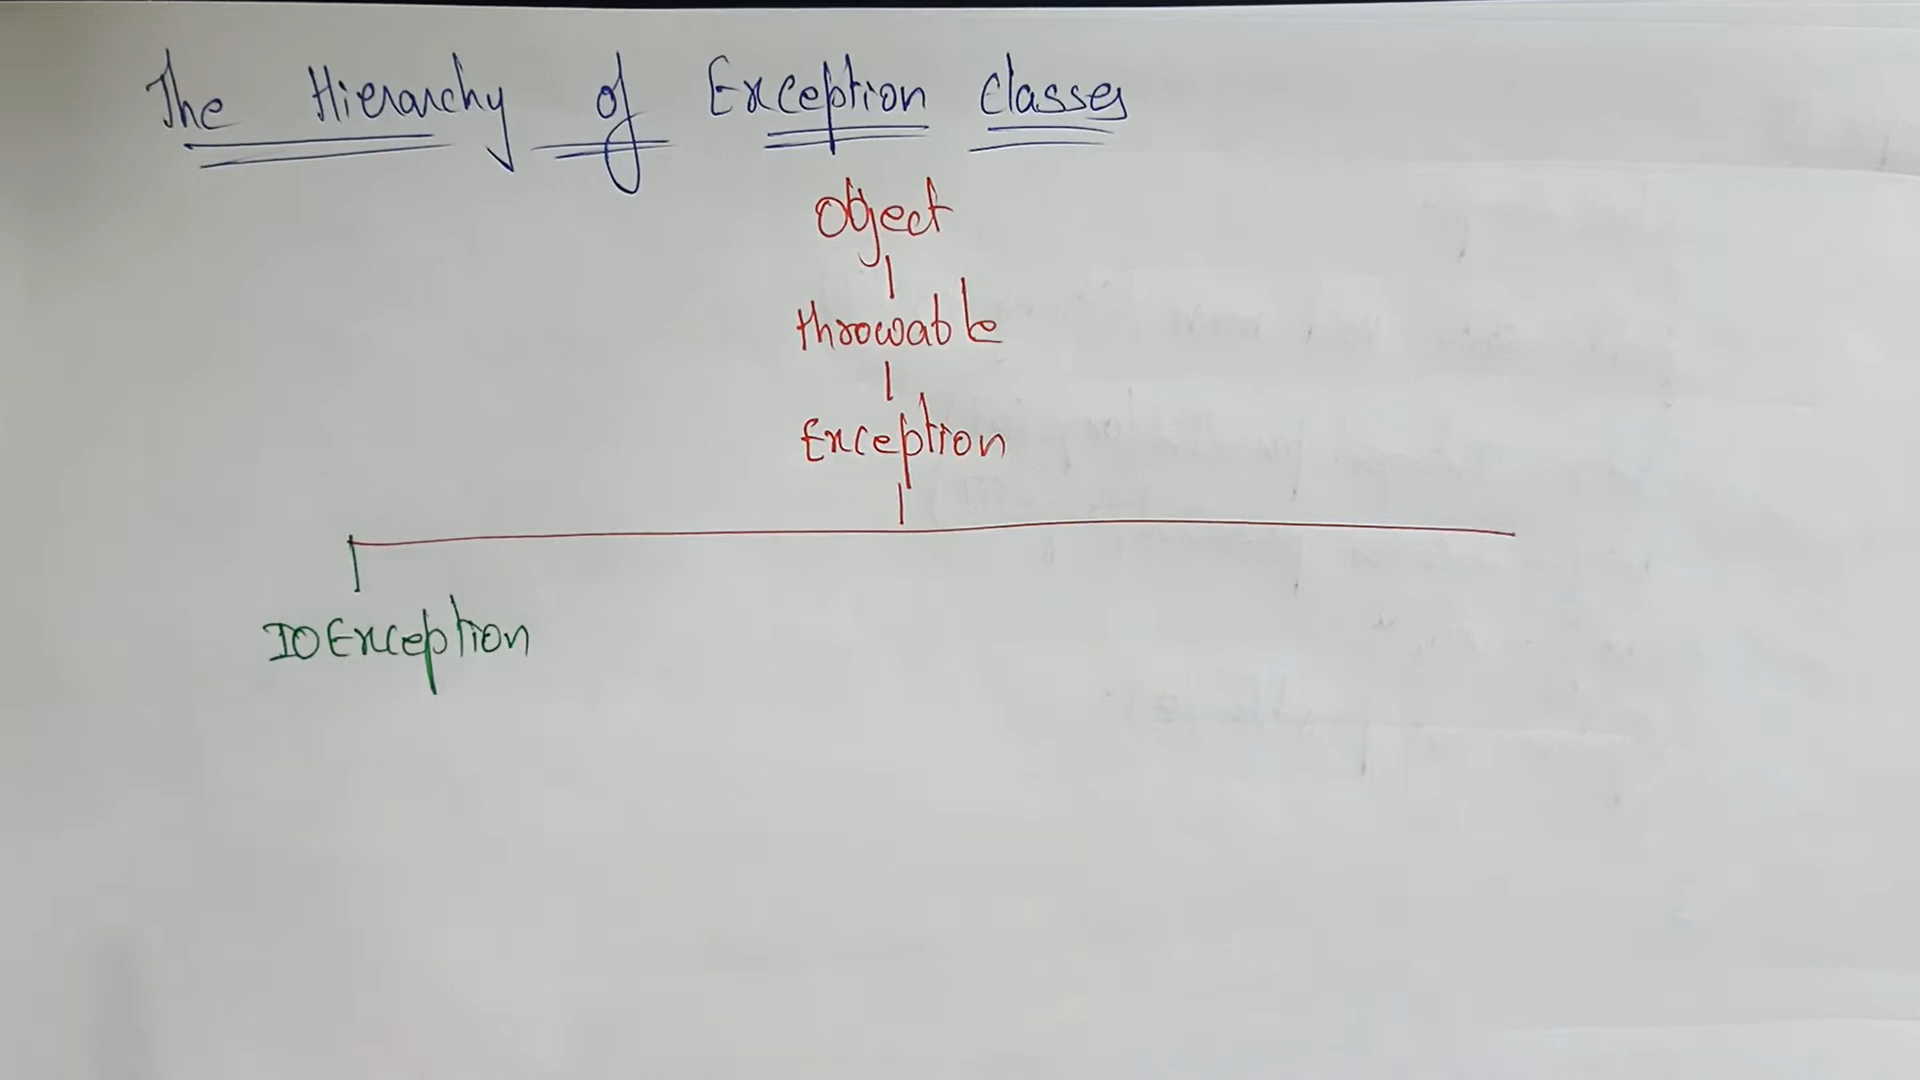 The Hierarchy of Exception classes
Object
throwable
Exception
IOException